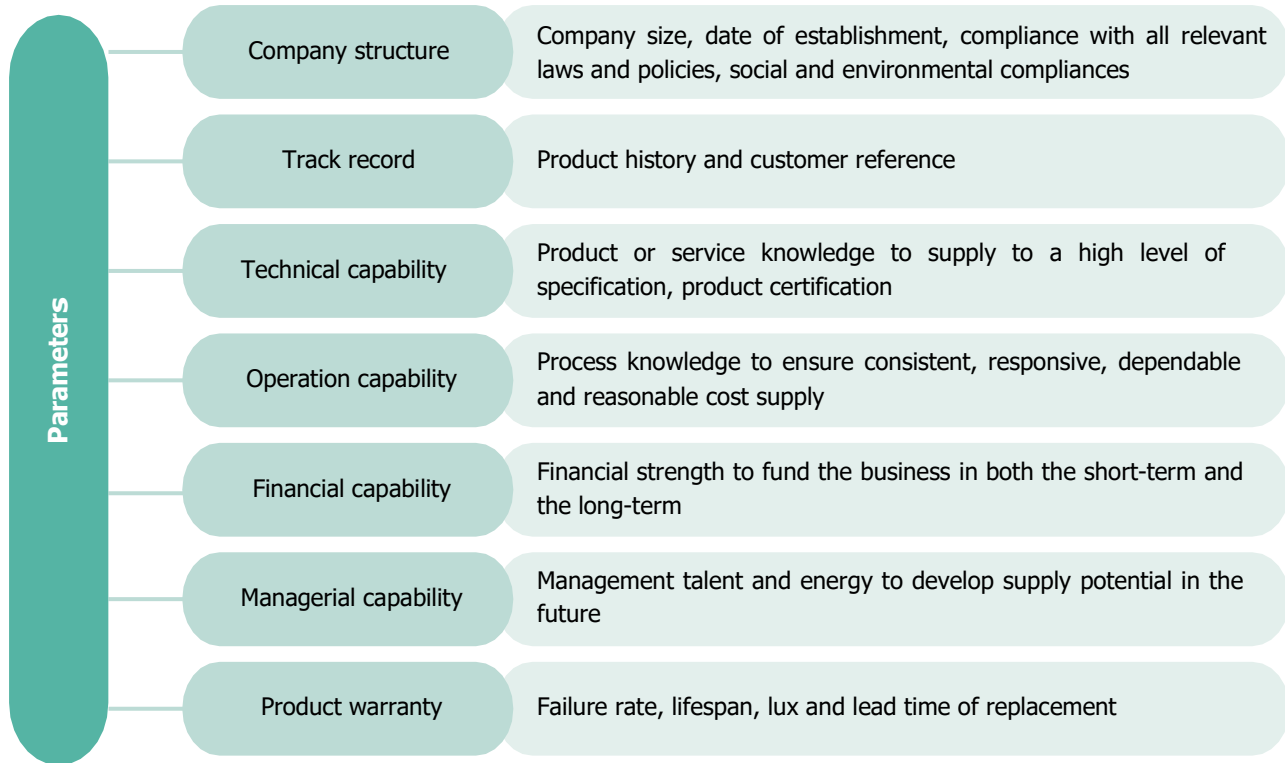 Parameters
Company structure
Company size, date of establishment, compliance with all relevant
laws and policies, social and environmental compliances
Track record
Product history and customer reference
Technical capability
Product or service knowledge to supply to a high level of
specification, product certification
Operation capability
Process knowledge to ensure consistent, responsive, dependable
and reasonable cost supply
Financial capability
Financial strength to fund the business in both the short-term and
the long-term
Managerial capability
Management talent and energy to develop supply potential in the
future
Product warranty
Failure rate, lifespan, lux and lead time of replacement